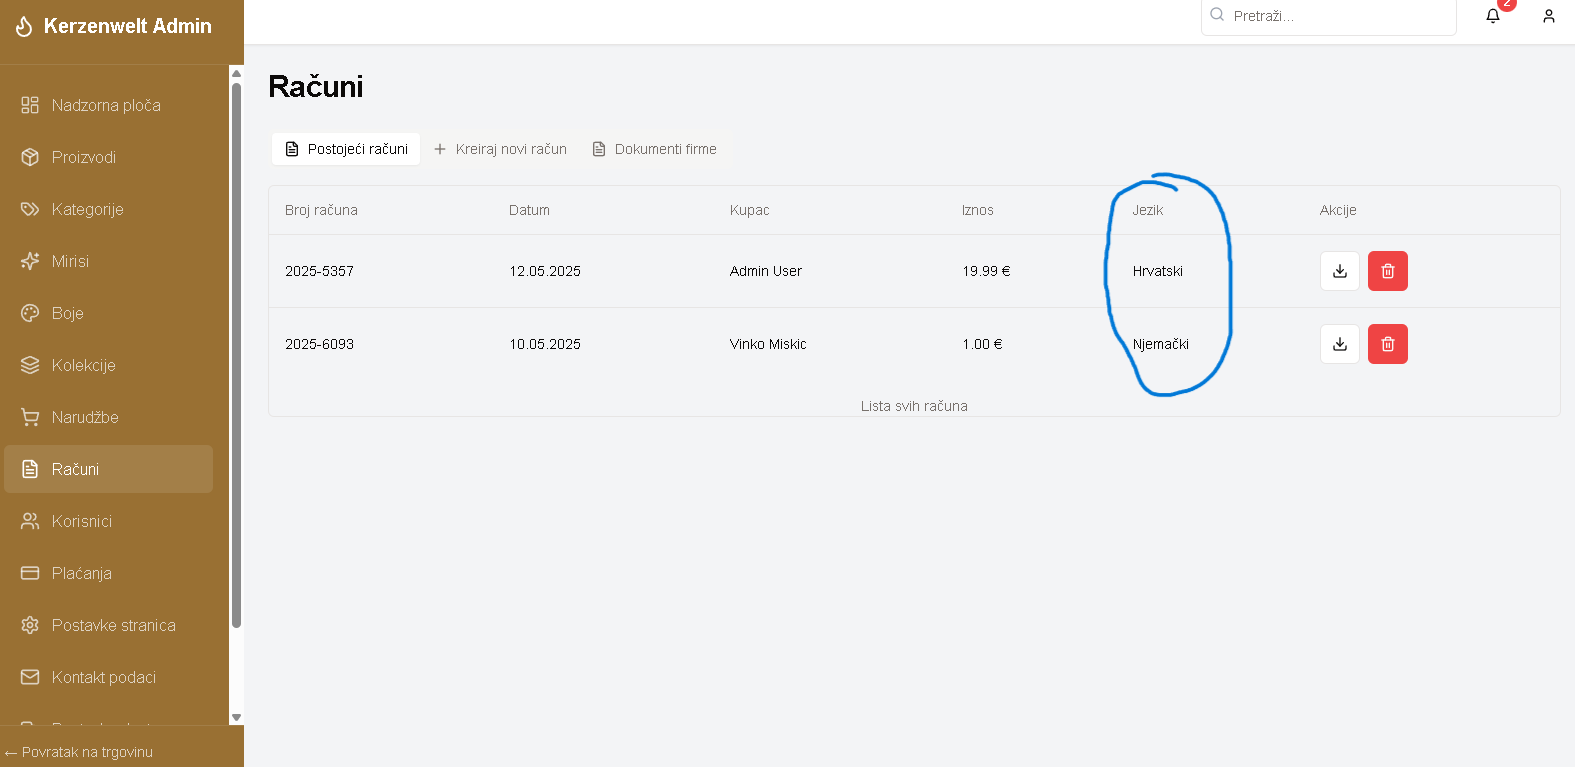 Kerzenwelt Admin
Pretraži...
2
Nadzorna ploča
Proizvodi
Kategorije
Mirisi
Boje
Kolekcije
Narudžbe
Računi
Korisnici
Plaćanja
Postavke stranica
Kontakt podaci
← Povratak na trgovinu
Računi
Postojeći računi
Kreiraj novi račun
Dokumenti firme
Broj računa Datum Kupac Iznos Jezik Akcije
2025-5357 12.05.2025 Admin User 19.99 € Hrvatski
2025-6093 10.05.2025 Vinko Miskic 1.00 € Njemački
Lista svih računa